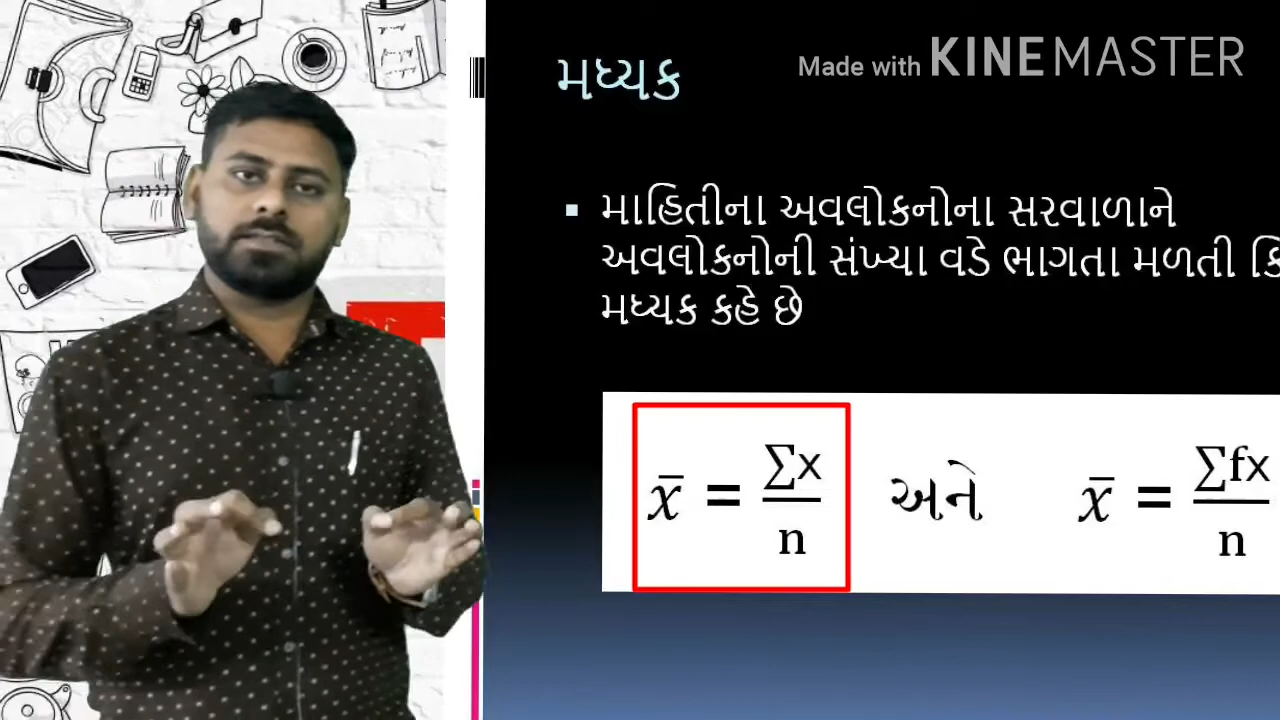 Made with KINEMASTER
મધ્યક
માહિતીના અવલોકનોના સરવાળાને
અવલોકનોની સંખ્યા વડે ભાગતા મળતી
મધ્યક કહે છે
x̄ = ∑x / n અને x̄ = ∑fx / n